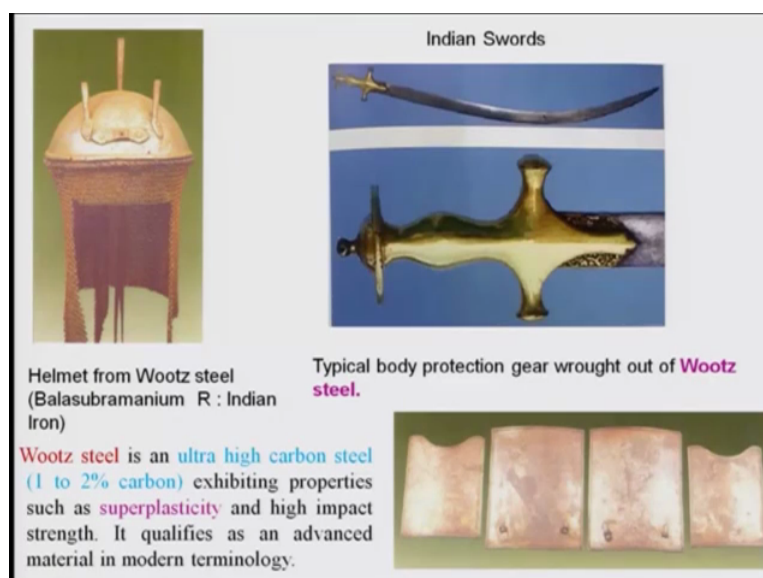 Indian Swords
Helmet from Wootz steel
(Balasubramanium R : Indian
Iron)
Typical body protection gear wrought out of Wootz
steel.
Wootz steel is an ultra high carbon steel
(1 to 2% carbon) exhibiting properties
such as superplasticity and high impact
strength. It qualifies as an advanced
material in modern terminology.